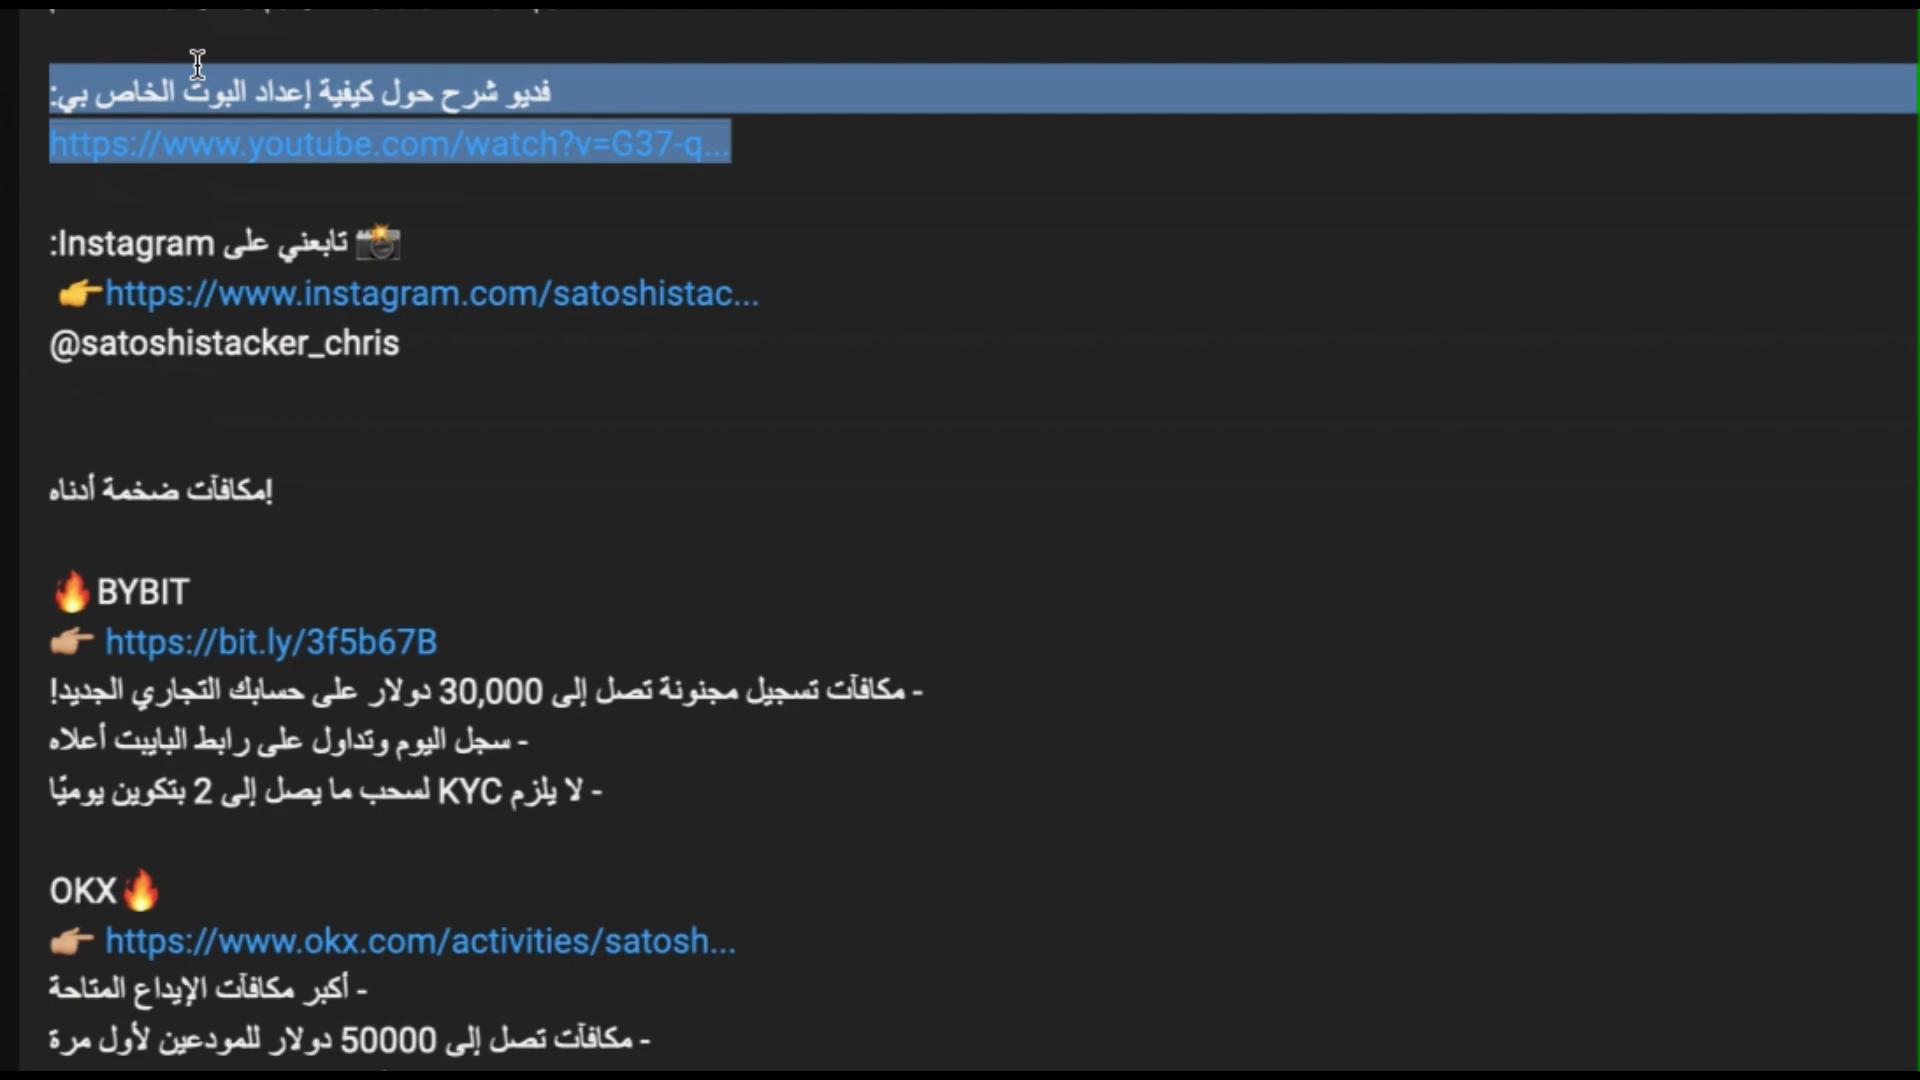 فديو شرح حول كيفية إعداد البوت الخاص بي:
https://www.youtube.com/watch?v=G37-q...
📸 تابعني على Instagram:
👉https://www.instagram.com/satoshistac...
@satoshistacker_chris
مكافآت ضخمة أدناه!
🔥BYBIT
👉🏼 https://bit.ly/3f5b67B
- مكافآت تسجيل مجنونة تصل إلى 30,000 دولار على حسابك التجاري الجديد!
- سجل اليوم وتداول على رابط البايبت أعلاه
- لا يلزم KYC لسحب ما يصل إلى 2 بتكوين يوميًا
OKX🔥
👉🏼 https://www.okx.com/activities/satosh...
- أكبر مكافآت الإيداع المتاحة
- مكافآت تصل إلى 50000 دولار للمودعين لأول مرة